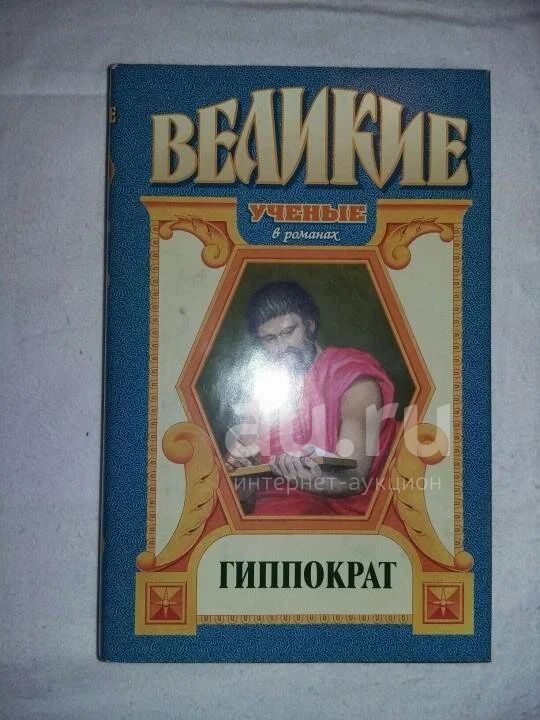 ВЕЛИКИЕ
УЧЕНЫЕ
в романах
au.ru
интернет-аукцион
ГИППОКРАТ